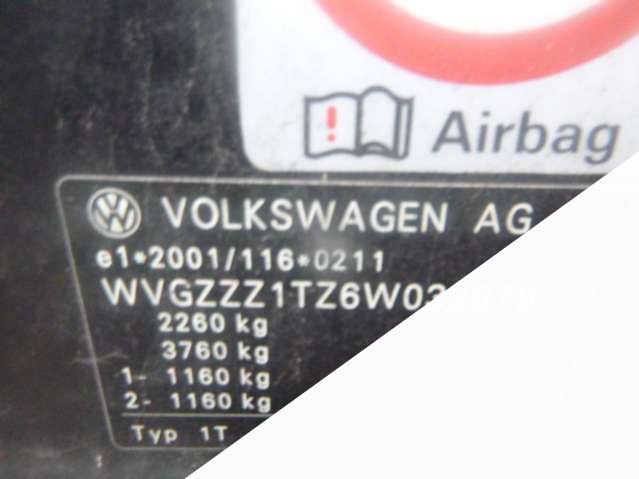 Airbag
VOLKSWAGEN AG
e1*2001/116*0211
2260 kg
3760 kg
1- 1160 kg
2- 1160 kg
Typ 1T